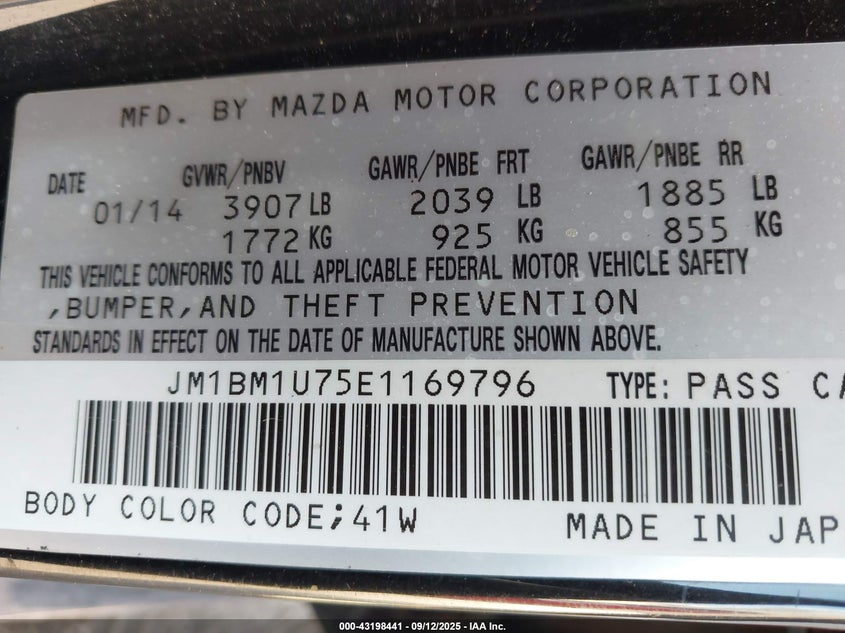 MFD. BY MAZDA MOTOR CORPORATION
DATE GVWR/PNBV GAWR/PNBE FRT GAWR/PNBE RR
01/14 3907 LB 2039 LB 1885 LB
1772 KG 925 KG 855 KG
THIS VEHICLE CONFORMS TO ALL APPLICABLE FEDERAL MOTOR VEHICLE SAFETY
,BUMPER,AND THEFT PREVENTION
STANDARDS IN EFFECT ON THE DATE OF MANUFACTURE SHOWN ABOVE.
JM1BM1U75E1169796 TYPE: PASS CA
BODY COLOR CODE;41W MADE IN JAP
000-43198441 - 09/12/2025 - IAA Inc.